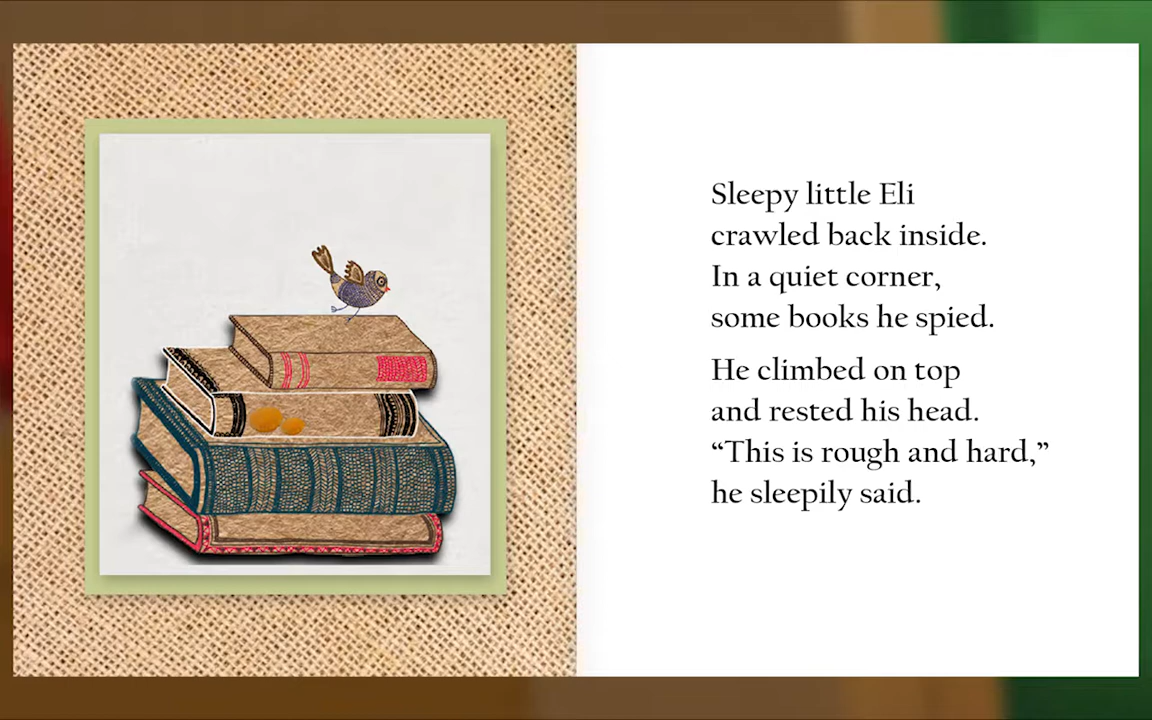 Sleepy little Eli
crawled back inside.
In a quiet corner,
some books he spied.
He climbed on top
and rested his head.
“This is rough and hard,”
he sleepily said.